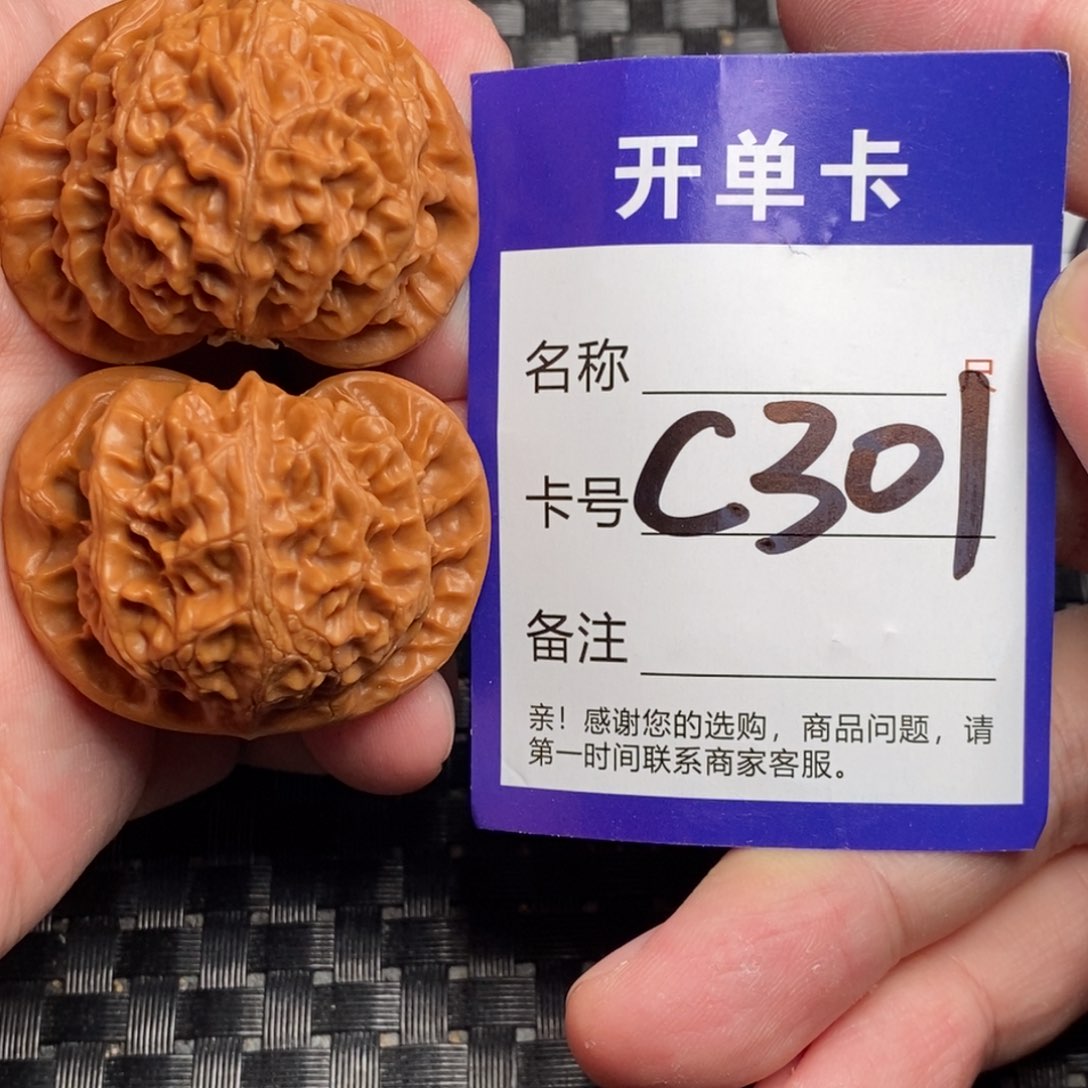 开单卡
名称
卡号 C301
备注
亲！感谢您的选购，商品问题，请
第一时间联系商家客服。